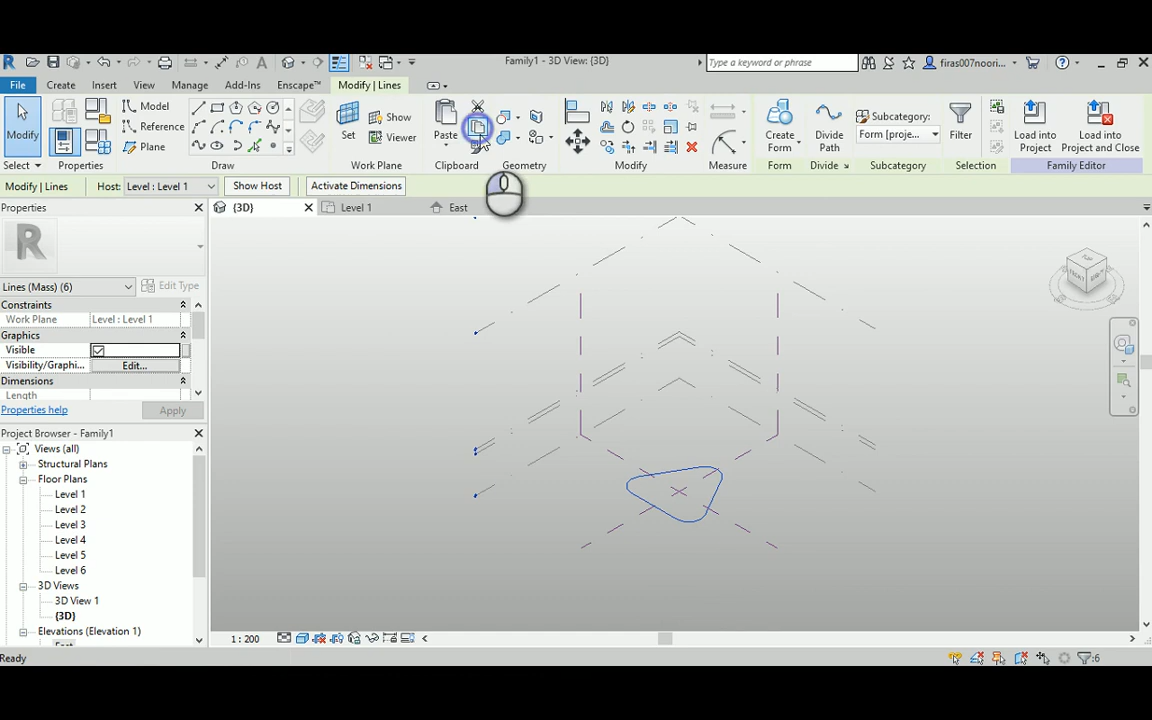 Family1 - 3D View: {3D}
Type a keyword or phrase
firas007noori...
File
Create
Insert
View
Manage
Add-Ins
Enscape™
Modify | Lines
Modify
Model
Reference
Plane
Set
Show
Viewer
Paste
Create
Form
Divide
Path
Subcategory:
Form [projec
Filter
Load into
Project
Load into
Project and Close
Select
Properties
Draw
Work Plane
Clipboard
Geometry
Modify
Measure
Form
Divide
Subcategory
Selection
Family Editor
Modify | Lines
Host:
Level : Level 1
Show Host
Activate Dimensions
Properties
{3D}
Level 1
East
Lines (Mass) (6)
Edit Type
Constraints
Work Plane
Level : Level 1
Graphics
Visible
Visibility/Graphi...
Edit...
Dimensions
Length
Properties help
Apply
Project Browser - Family1
Views (all)
Structural Plans
Floor Plans
Level 1
Level 2
Level 3
Level 4
Level 5
Level 6
3D Views
3D View 1
{3D}
Elevations (Elevation 1)
East
FRONT
1 : 200
Ready
:6